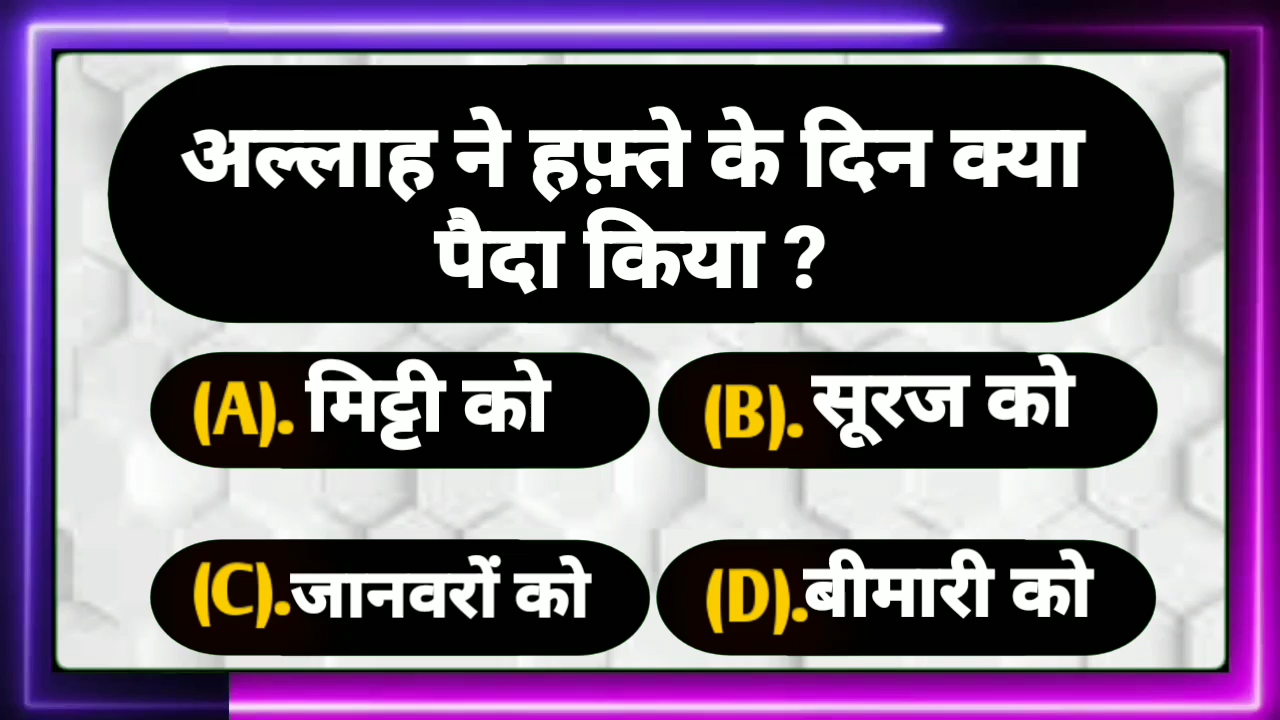 अल्लाह ने हफ़्ते के दिन क्या
पैदा किया ?
(A). मिट्टी को
(B). सूरज को
(C).जानवरों को
(D).बीमारी को